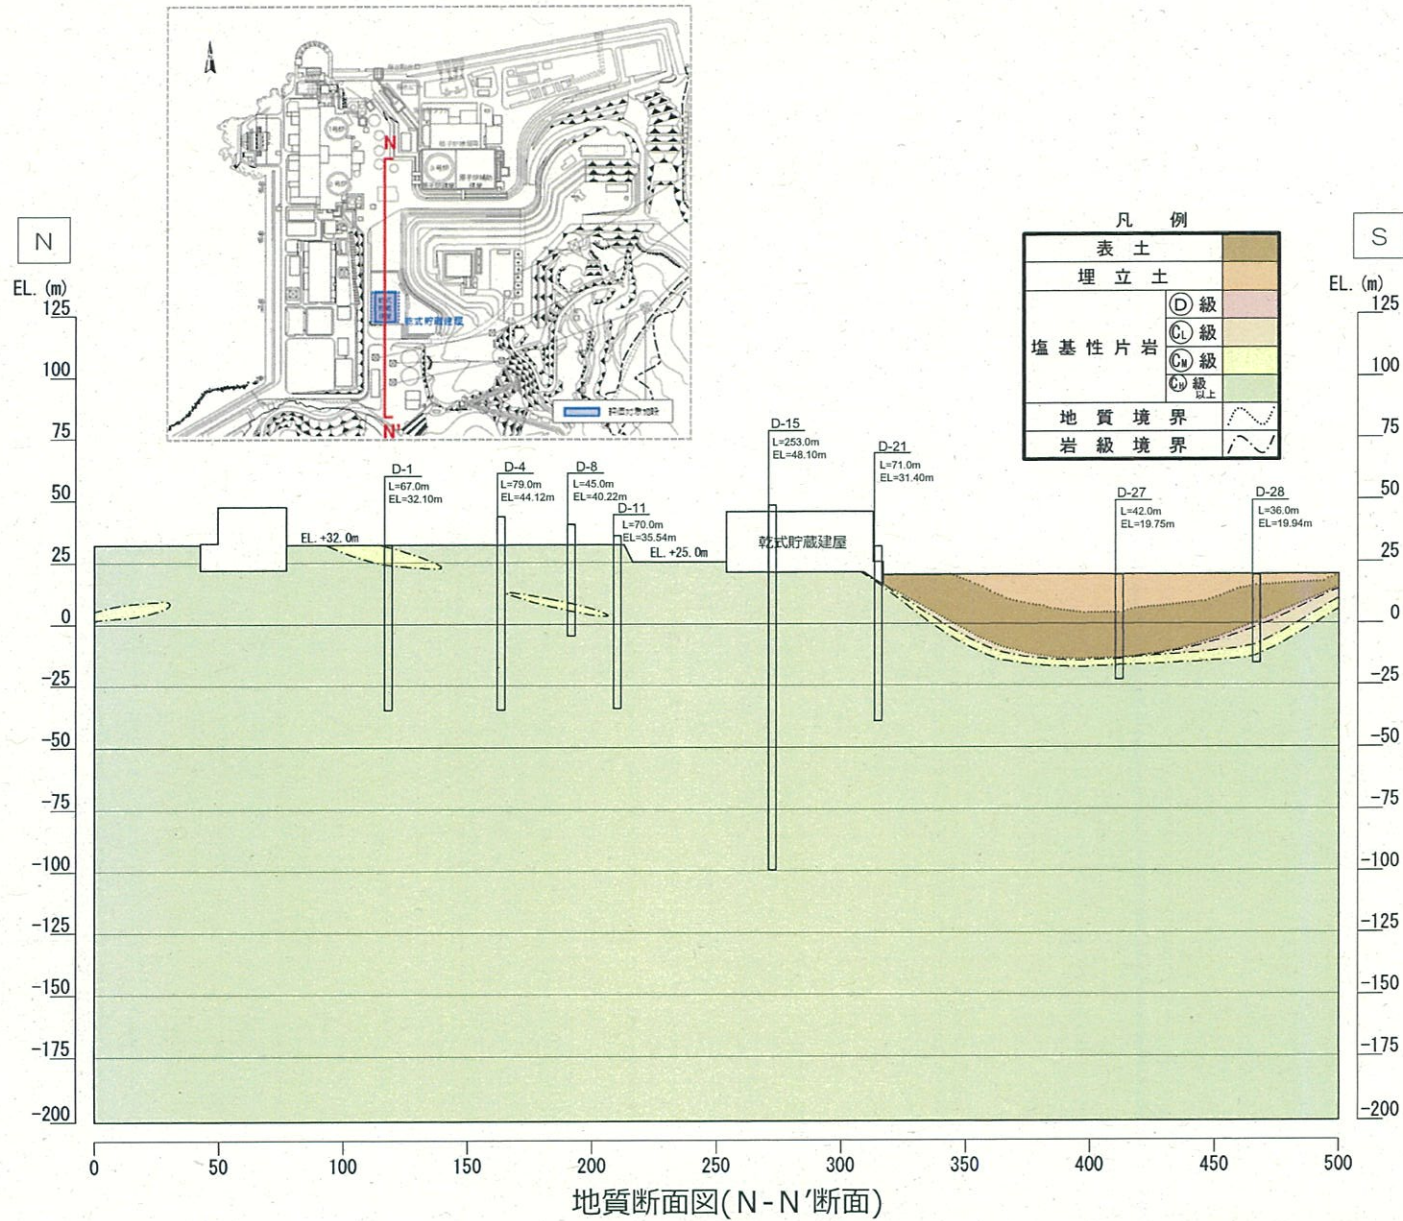 N
乾式貯蔵建屋
N'
N
EL. (m)
125
100
75
50
25
0
-25
-50
-75
-100
-125
-150
-175
-200
凡 例
表 土
埋 立 土
塩 基 性 片 岩
Ⓓ 級
Ⓒʟ 級
Ⓒᴍ 級
Ⓒʜ 級以上
地 質 境 界
岩 級 境 界
S
EL. (m)
125
100
75
50
25
0
-25
-50
-75
-100
-125
-150
-175
-200
D-1
L=67.0m
EL=32.10m
D-4
L=79.0m
EL=44.12m
D-8
L=45.0m
EL=40.22m
D-11
L=70.0m
EL=35.54m
D-15
L=253.0m
EL=48.10m
D-21
L=71.0m
EL=31.40m
D-27
L=42.0m
EL=19.75m
D-28
L=36.0m
EL=19.94m
EL. +32.0m
EL. +25.0m
乾式貯蔵建屋
0 50 100 150 200 250 300 350 400 450 500
地質断面図(N-N'断面)